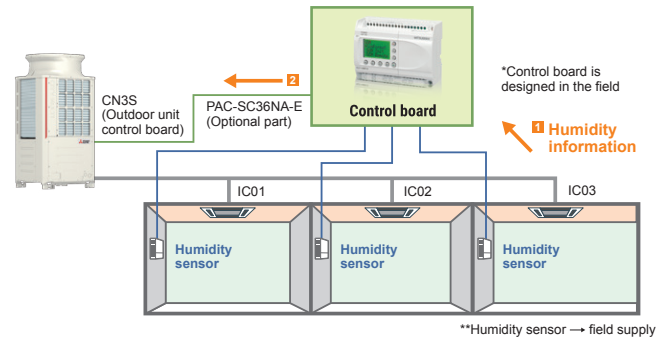 2
CN3S
(Outdoor unit
control board)
PAC-SC36NA-E
(Optional part)
Control board
*Control board is
designed in the field
1 Humidity
information
IC01
IC02
IC03
Humidity
sensor
Humidity
sensor
Humidity
sensor
**Humidity sensor → field supply